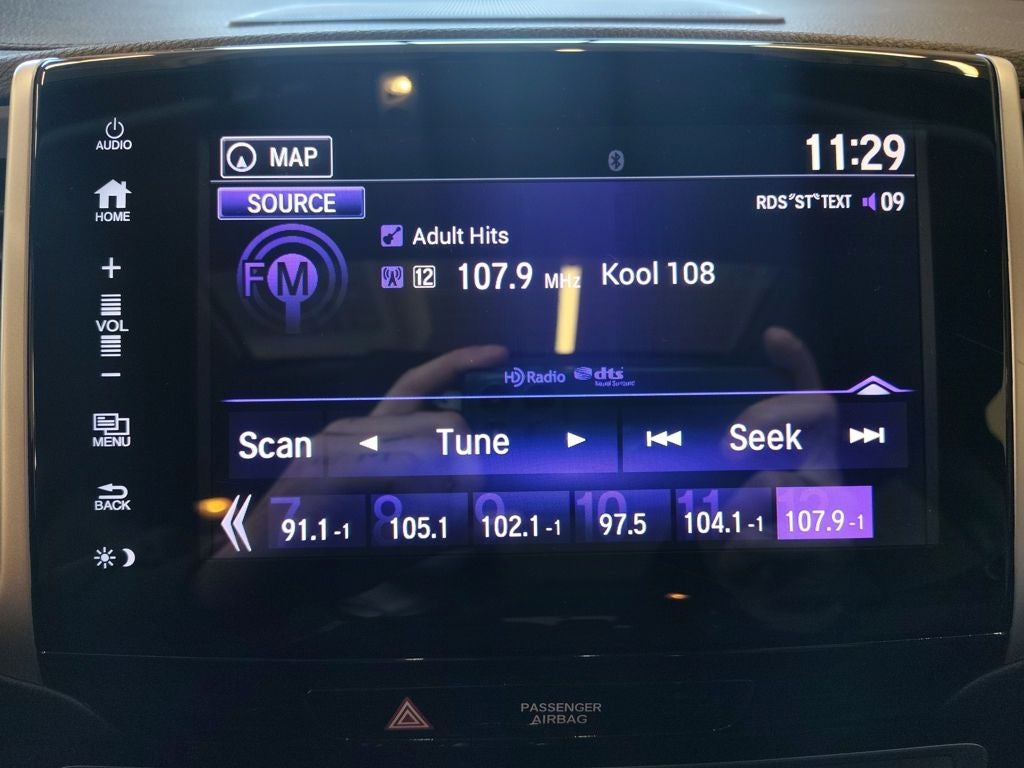 AUDIO
HOME
+
VOL
−
MENU
BACK
MAP
11:29
SOURCE
RDS "ST" TEXT 09
FM
Adult Hits
12 107.9 MHz Kool 108
HD Radio dts
Neural Surround
Scan Tune Seek
7 8 9 10 11 12
91.1-1 105.1 102.1-1 97.5 104.1-1 107.9-1
PASSENGER
AIRBAG